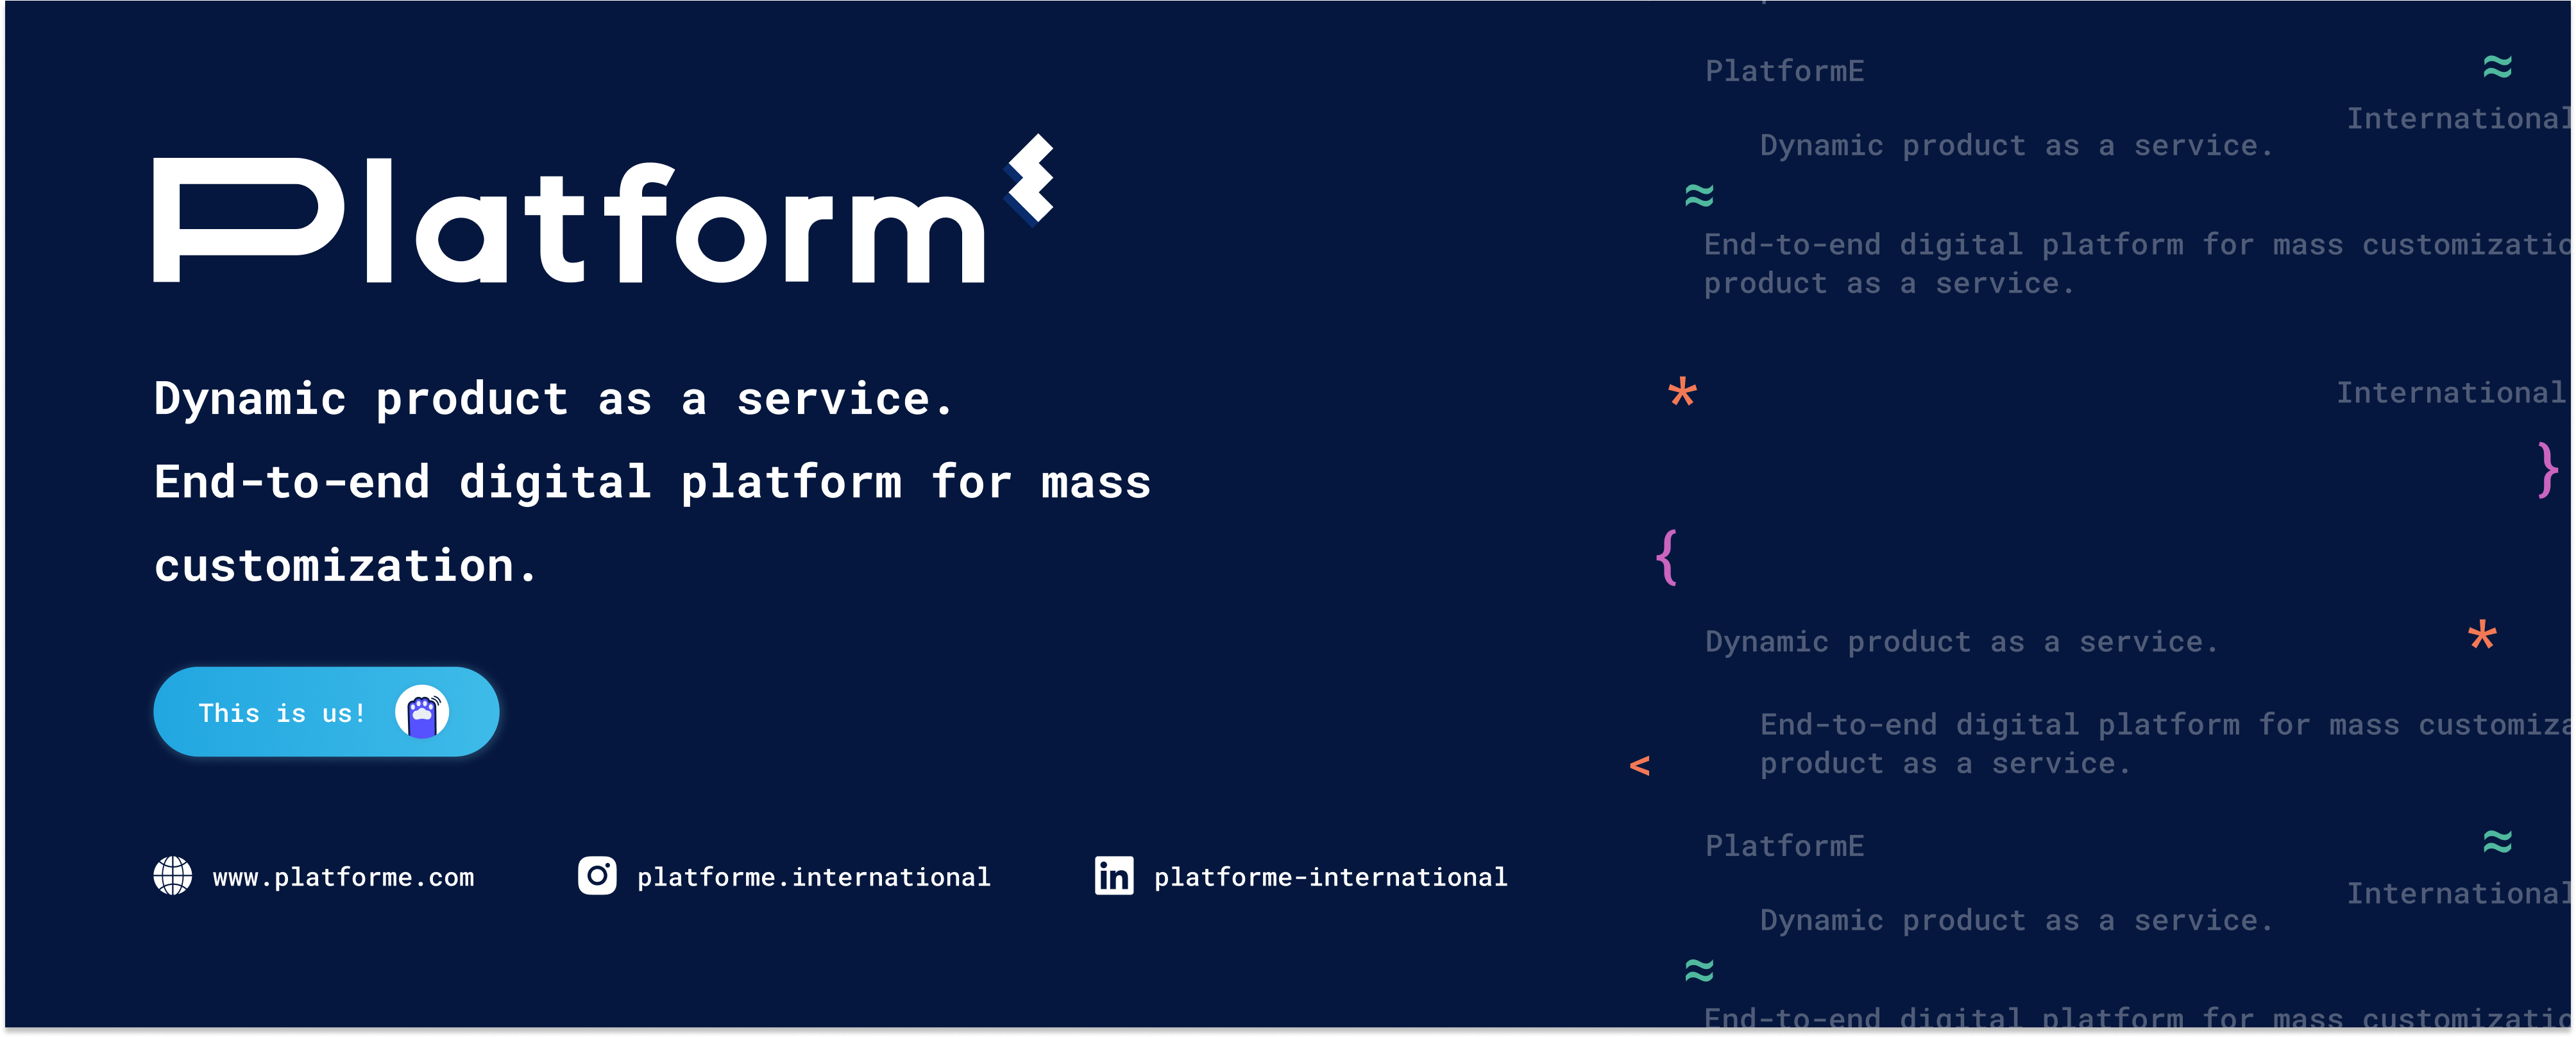 Platform
Dynamic product as a service.
End-to-end digital platform for mass
customization.
This is us!
www.platforme.com
platforme.international
platforme-international
PlatformE
≈
International
Dynamic product as a service.
≈
End-to-end digital platform for mass customizatio
product as a service.
*
International
}
{
Dynamic product as a service.
*
End-to-end digital platform for mass customiza
product as a service.
<
PlatformE
≈
International
Dynamic product as a service.
≈
End-to-end digital platform for mass customizatio